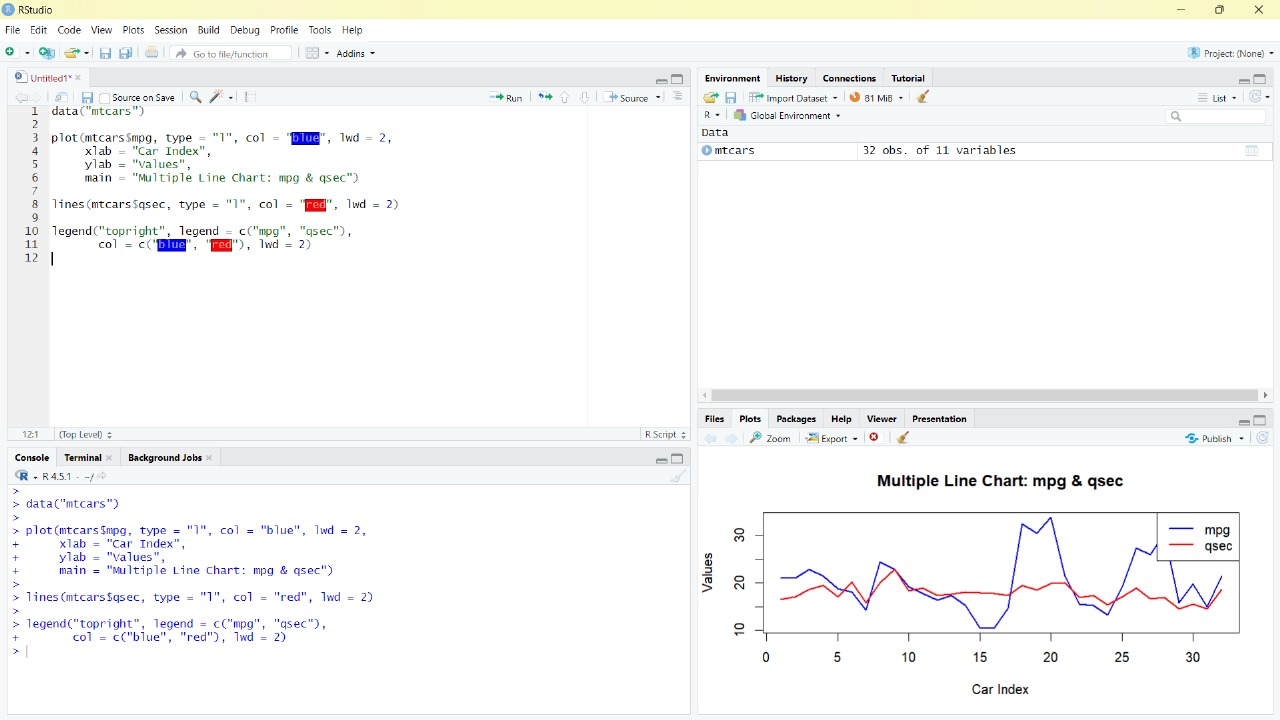 RStudio
File Edit Code View Plots Session Build Debug Profile Tools Help
Go to file/function Addins Project: (None)
Untitled1*
Source on Save Run Source
1 data("mtcars")
2
3 plot(mtcars$mpg, type = "l", col = "blue", lwd = 2,
4 xlab = "Car Index",
5 ylab = "Values",
6 main = "Multiple Line Chart: mpg & qsec")
7
8 lines(mtcars$qsec, type = "l", col = "red", lwd = 2)
9
10 legend("topright", legend = c("mpg", "qsec"),
11 col = c("blue", "red"), lwd = 2)
12
12:1 (Top Level) R Script
Console Terminal Background Jobs
R 4.5.1 · ~/
>
> data("mtcars")
>
> plot(mtcars$mpg, type = "l", col = "blue", lwd = 2,
+ xlab = "Car Index",
+ ylab = "Values",
+ main = "Multiple Line Chart: mpg & qsec")
>
> lines(mtcars$qsec, type = "l", col = "red", lwd = 2)
>
> legend("topright", legend = c("mpg", "qsec"),
+ col = c("blue", "red"), lwd = 2)
>
Environment History Connections Tutorial
Import Dataset 81 MiB List
R Global Environment
Data
mtcars 32 obs. of 11 variables
Files Plots Packages Help Viewer Presentation
Zoom Export Publish
Multiple Line Chart: mpg & qsec
mpg
qsec
Values
30
20
10
0 5 10 15 20 25 30
Car Index